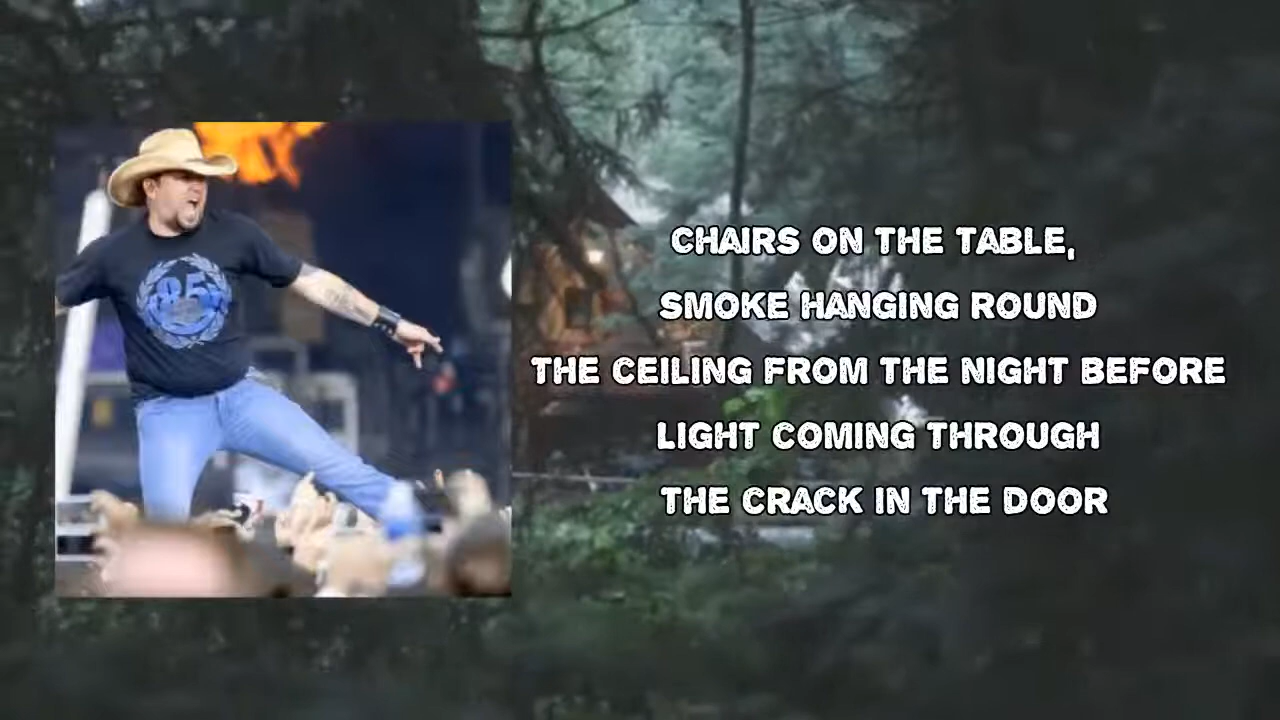 85
CHAIRS ON THE TABLE,
SMOKE HANGING ROUND
THE CEILING FROM THE NIGHT BEFORE
LIGHT COMING THROUGH
THE CRACK IN THE DOOR